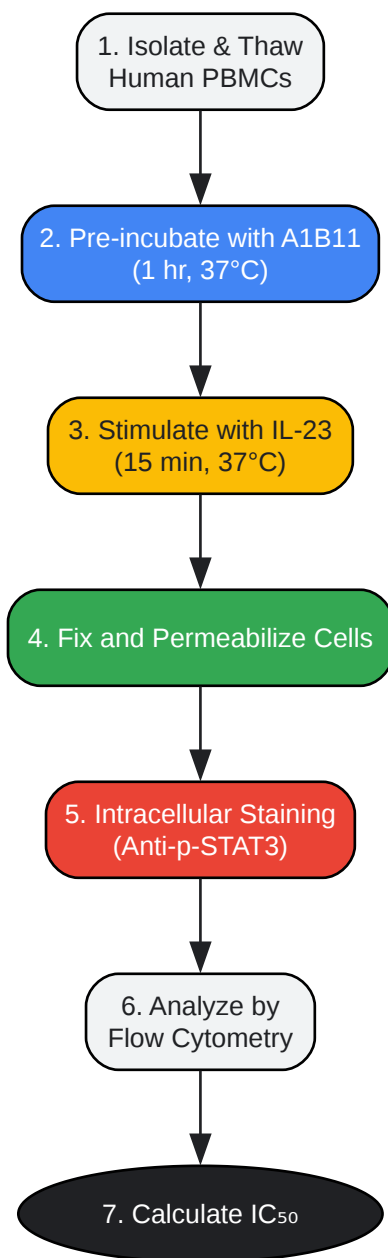 1. Isolate & Thaw
Human PBMCs
2. Pre-incubate with A1B11
(1 hr, 37°C)
3. Stimulate with IL-23
(15 min, 37°C)
4. Fix and Permeabilize Cells
5. Intracellular Staining
(Anti-p-STAT3)
6. Analyze by
Flow Cytometry
7. Calculate IC₅₀